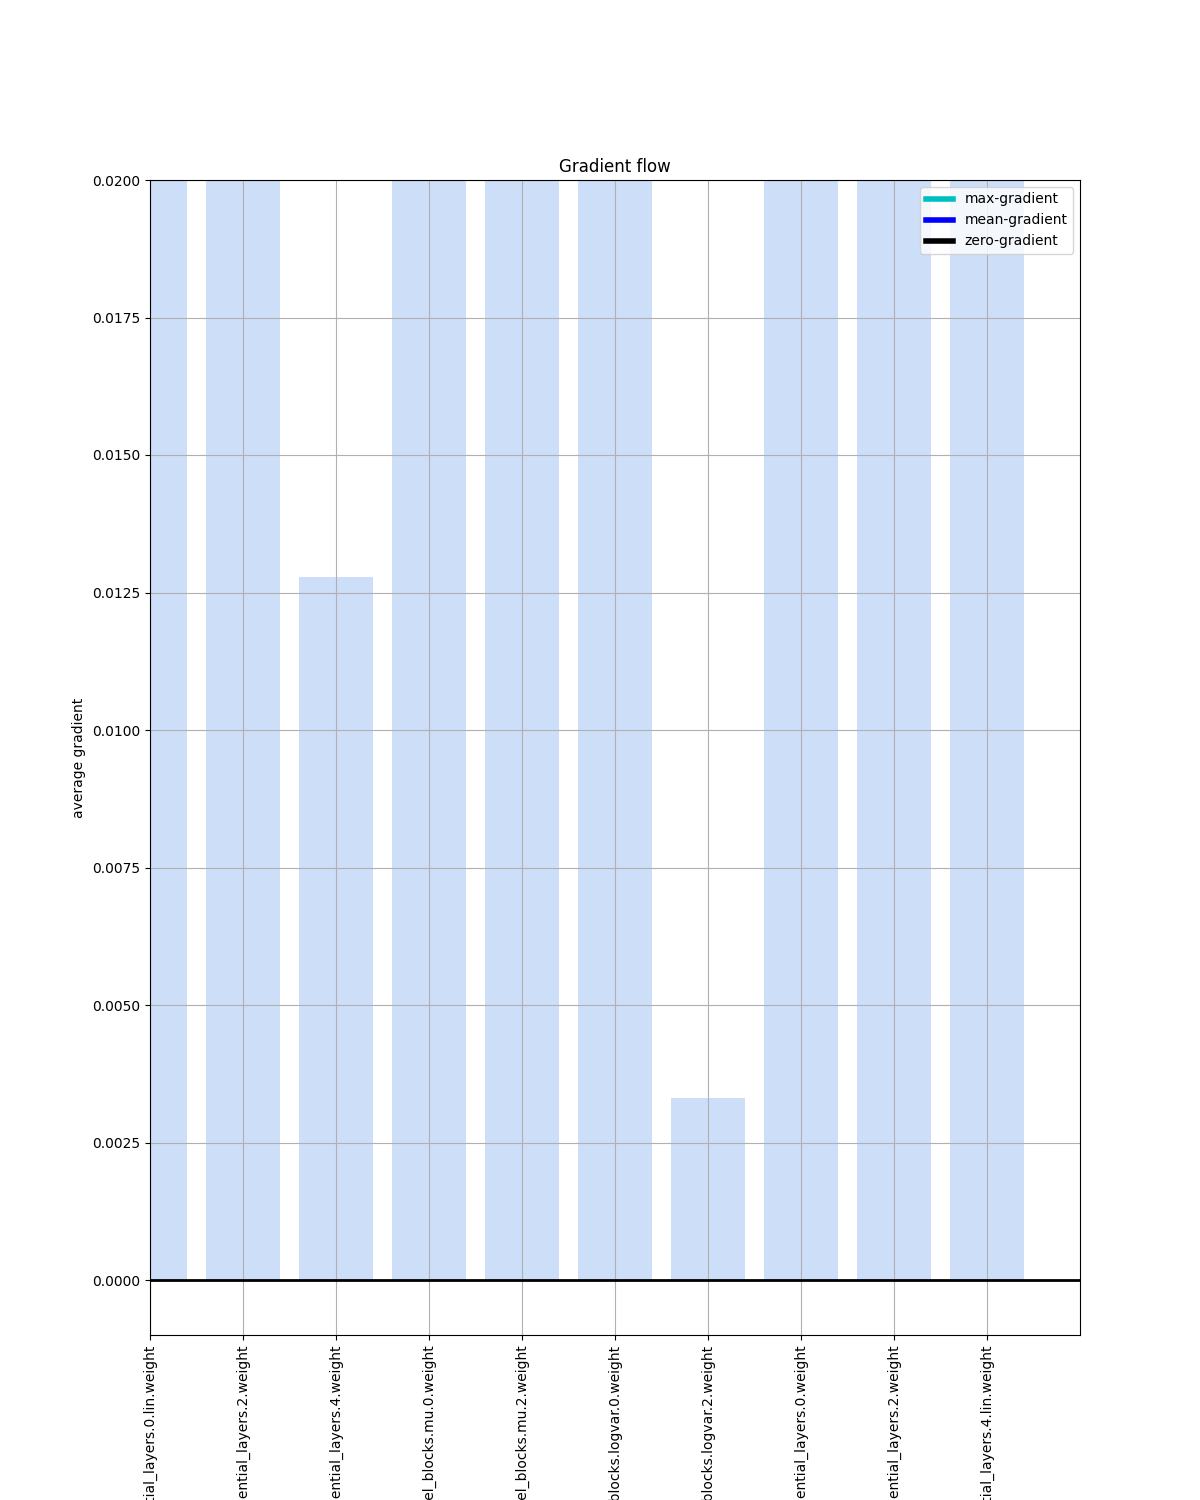 Gradient flow
max-gradient
mean-gradient
zero-gradient
0.0200
0.0175
0.0150
0.0125
0.0100
0.0075
0.0050
0.0025
0.0000
average gradient
tial_layers.0.lin.weight
ential_layers.2.weight
ential_layers.4.weight
el_blocks.mu.0.weight
el_blocks.mu.2.weight
blocks.logvar.0.weight
blocks.logvar.2.weight
ential_layers.0.weight
ential_layers.2.weight
tial_layers.4.lin.weight